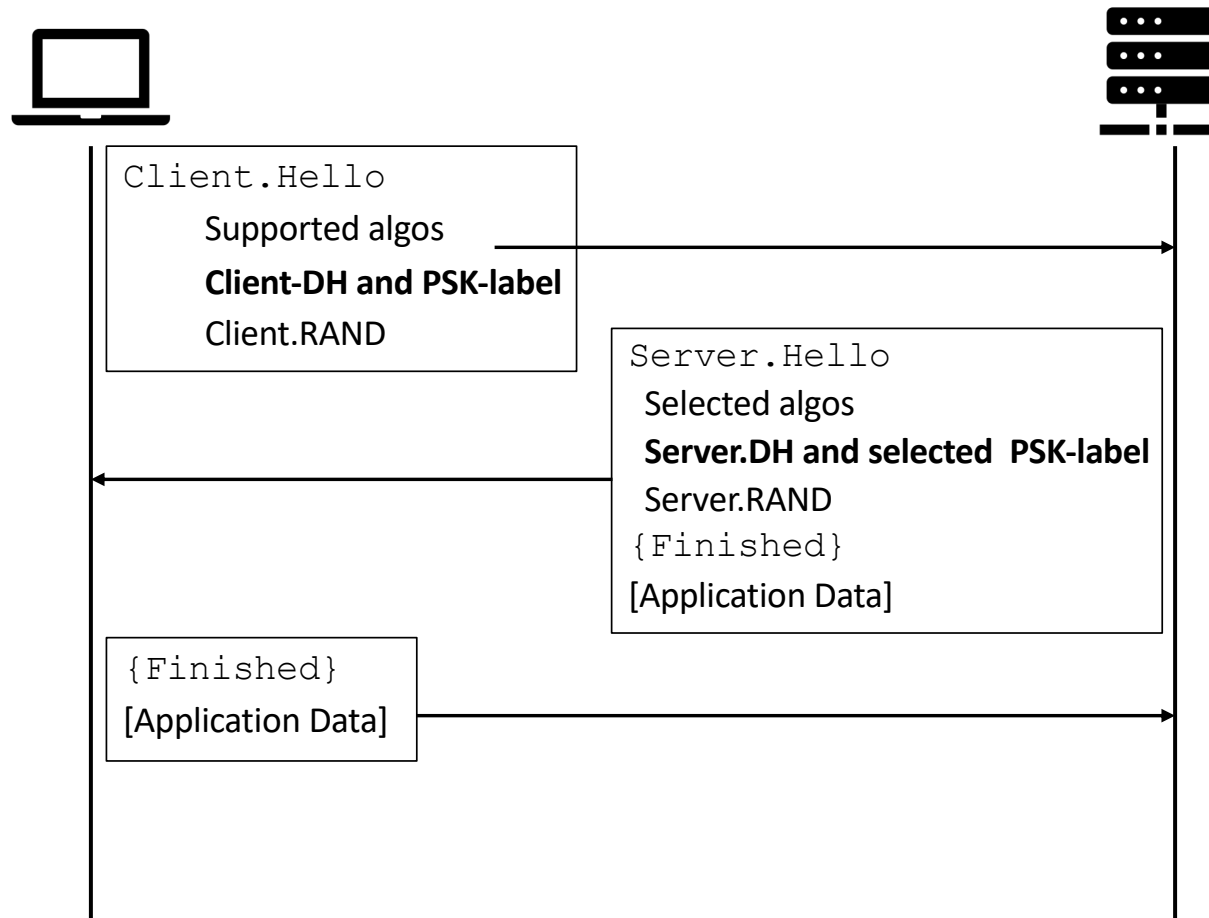 Client.Hello
Supported algos
Client-DH and PSK-label
Client.RAND
Server.Hello
Selected algos
Server.DH and selected PSK-label
Server.RAND
{Finished}
[Application Data]
{Finished}
[Application Data]